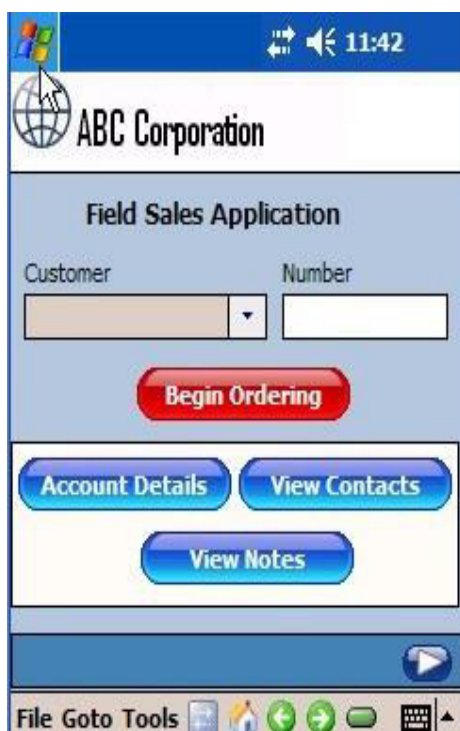 11:42
ABC Corporation
Field Sales Application
Customer Number
Begin Ordering
Account Details View Contacts
View Notes
File Goto Tools